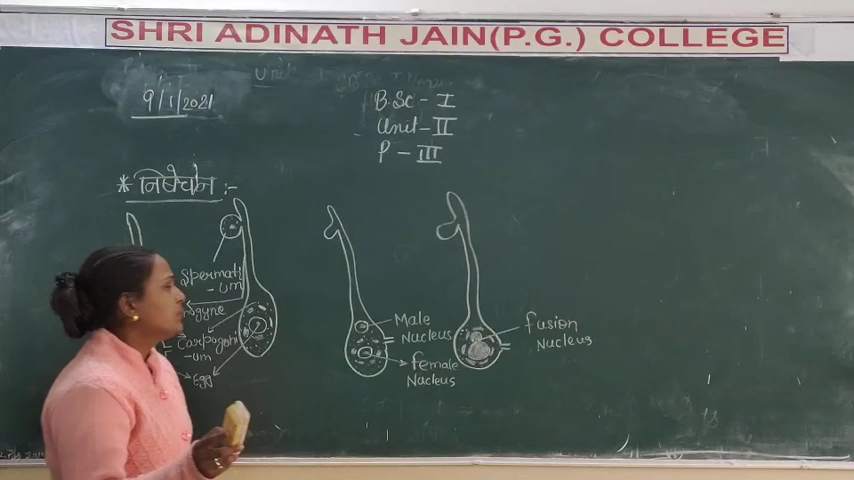 SHRI ADINATH JAIN(P.G.) COLLEGE
9/1/2021
B.Sc - I
Unit - II
P - III
* निषेचन :-
Spermati
-um
ogyne
Carpogoni
-um
Egg
Male
Nucleus
female
Nucleus
fusion
Nucleus